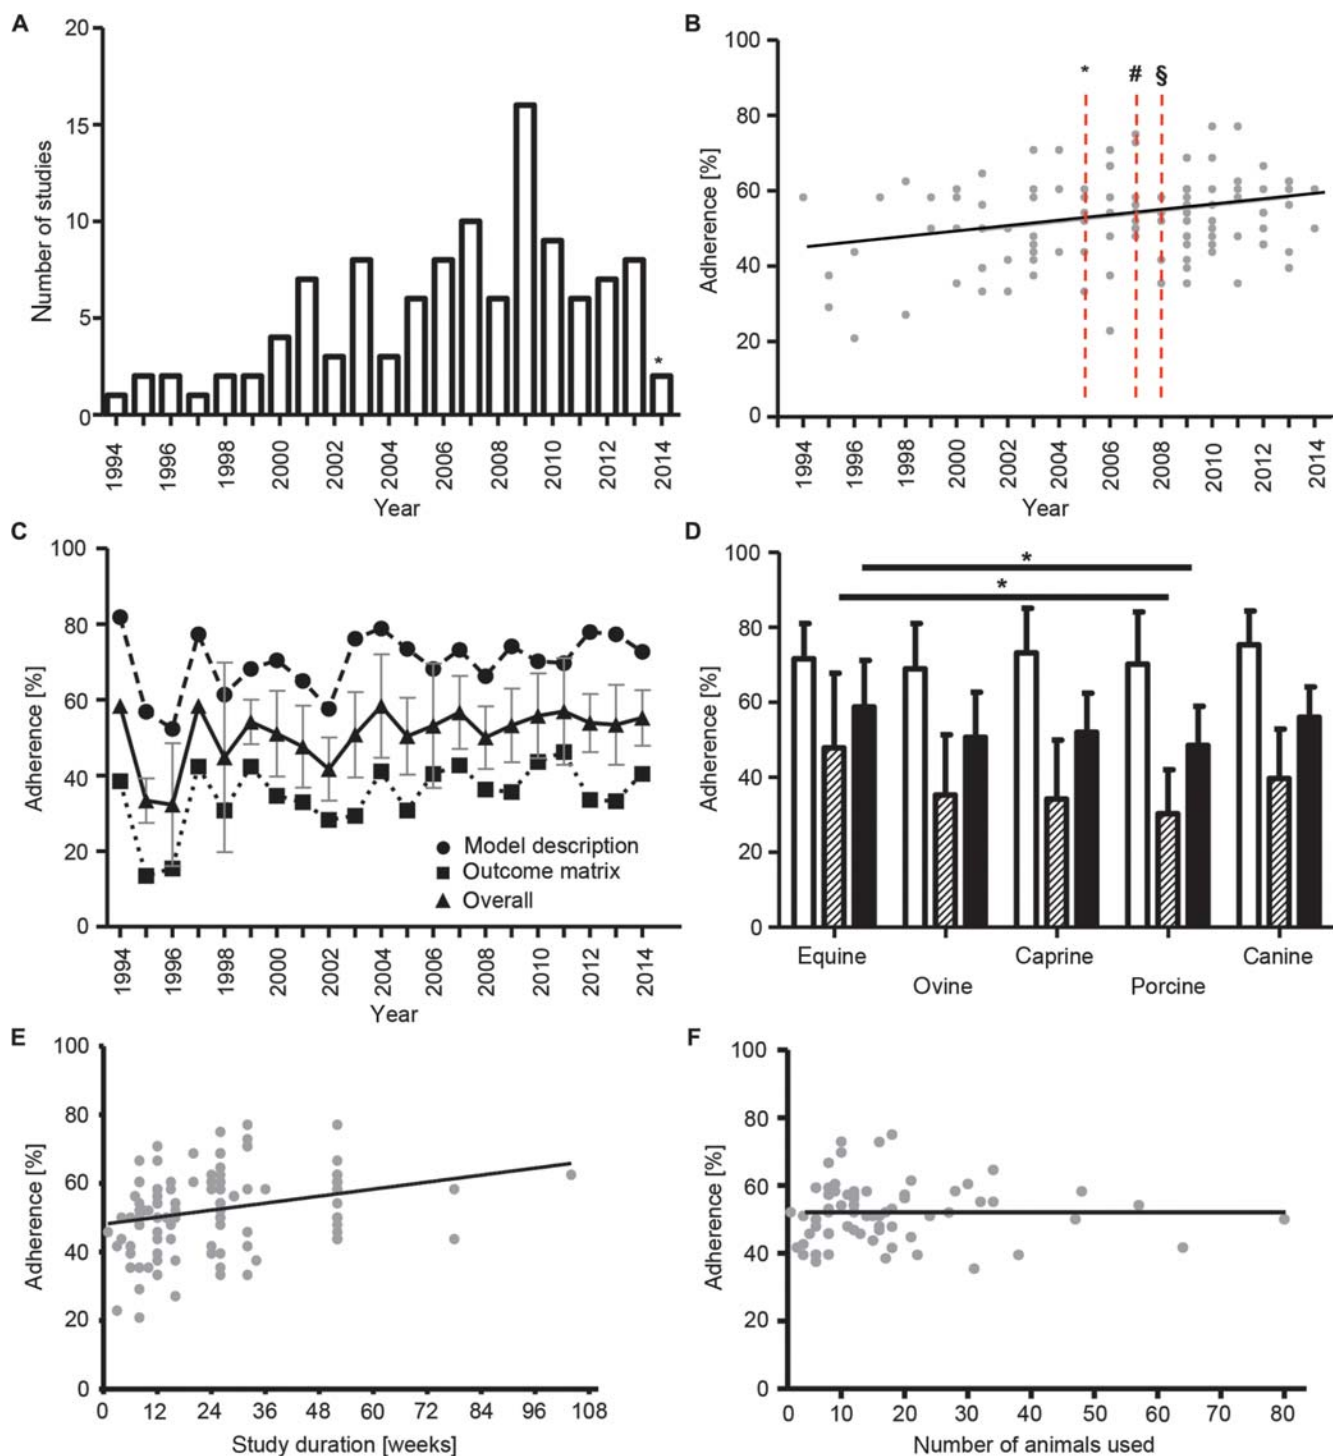 A
20
15
10
5
0
Number of studies
*
1994
1996
1998
2000
2002
2004
2006
2008
2010
2012
2014
Year
B
100
80
60
40
20
0
Adherence [%]
* # §
1994
1996
1998
2000
2002
2004
2006
2008
2010
2012
2014
Year
C
100
80
60
40
20
0
Adherence [%]
Model description
Outcome matrix
Overall
1994
1996
1998
2000
2002
2004
2006
2008
2010
2012
2014
Year
D
100
80
60
40
20
0
Adherence [%]
*
*
Equine Caprine Canine
Ovine Porcine
E
100
80
60
40
20
0
Adherence [%]
0 12 24 36 48 60 72 84 96 108
Study duration [weeks]
F
100
80
60
40
20
0
Adherence [%]
0 10 20 30 40 50 60 70 80
Number of animals used